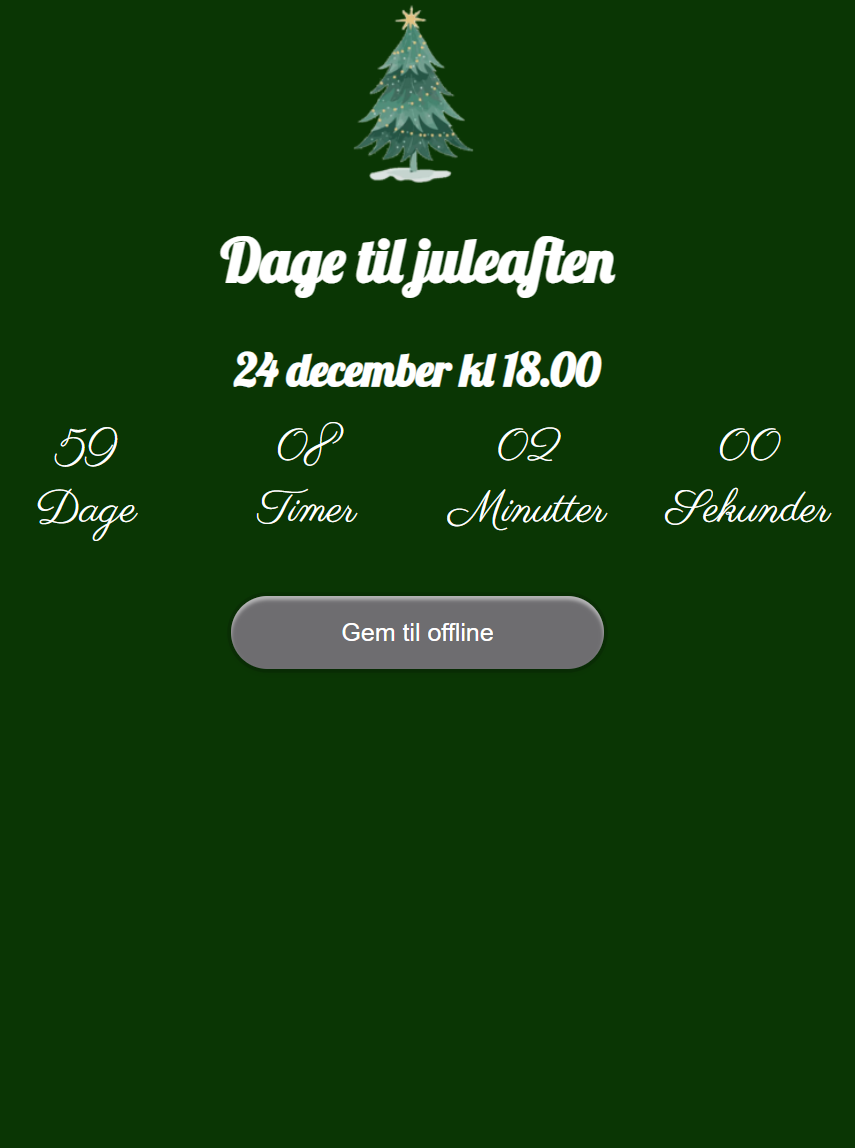 Dage til juleaften
24 december kl 18.00
59 08 02 00
Dage Timer Minutter Sekunder
Gem til offline